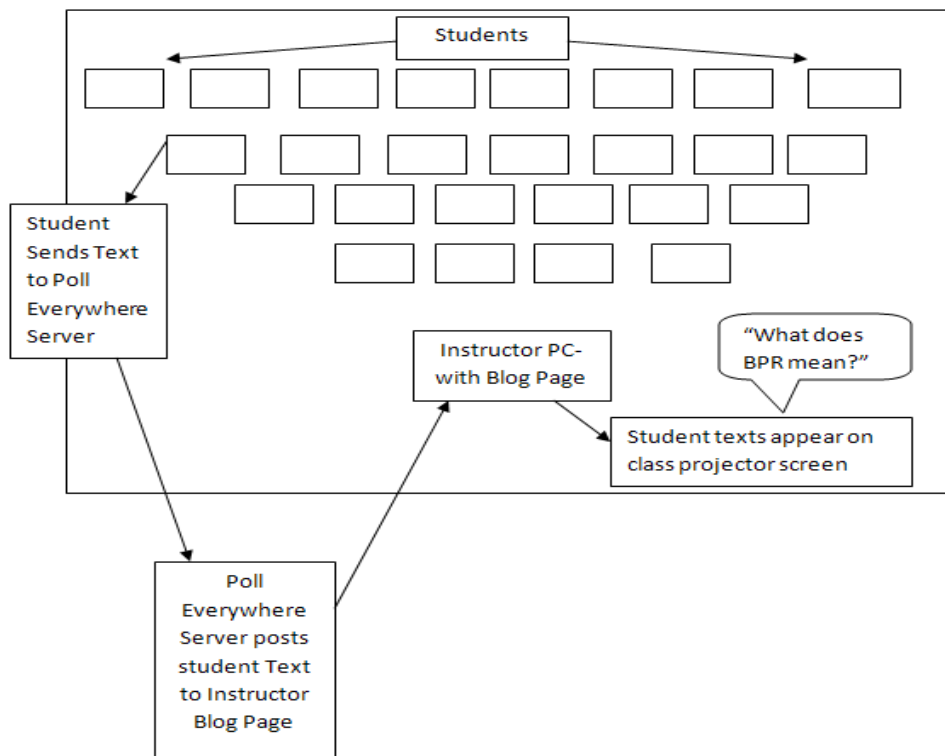 Students
Student
Sends Text
to Poll
Everywhere
Server
Instructor PC-
with Blog Page
“What does
BPR mean?”
Student texts appear on
class projector screen
Poll
Everywhere
Server posts
student Text
to Instructor
Blog Page